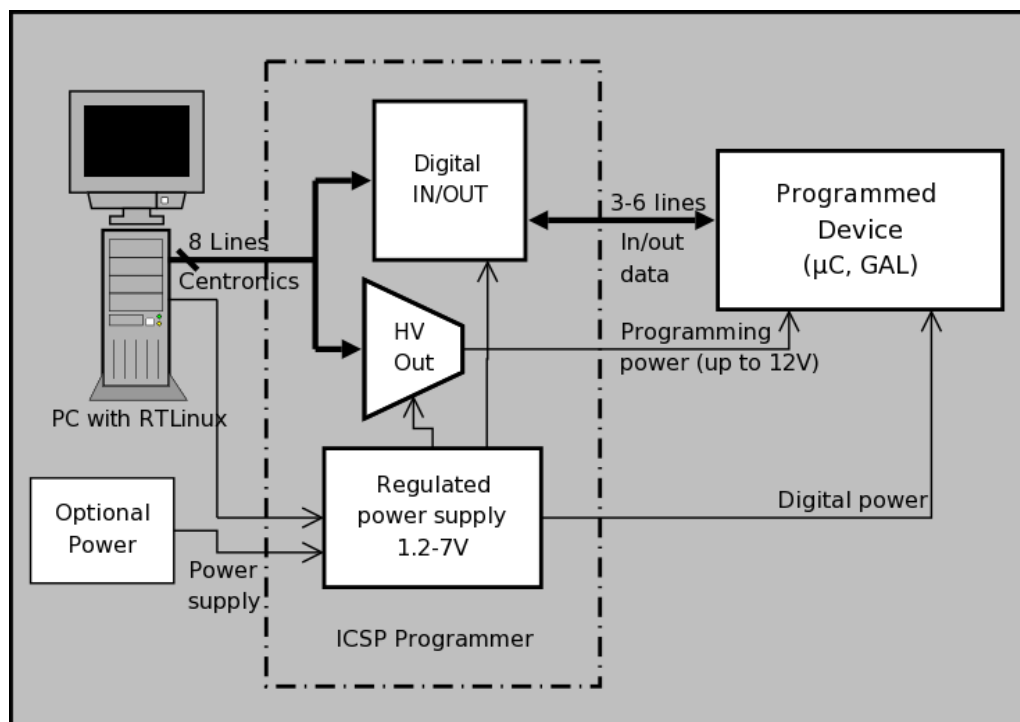 Digital
IN/OUT
8 Lines
Centronics
3-6 lines
In/out
data
Programmed
Device
(µC, GAL)
HV
Out
Programming
power (up to 12V)
PC with RTLinux
Optional
Power
Power
supply
Regulated
power supply
1.2-7V
Digital power
ICSP Programmer